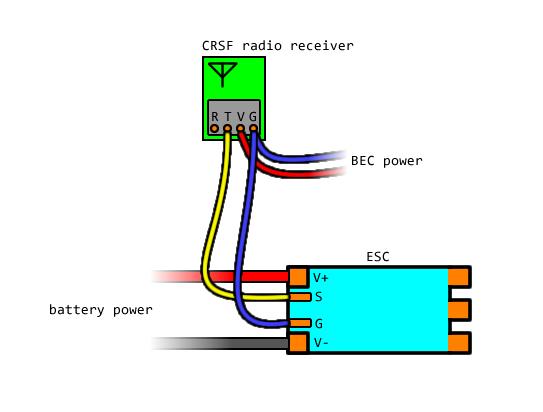 CRSF radio receiver
R T V G
BEC power
ESC
V+
S
battery power
G
V-